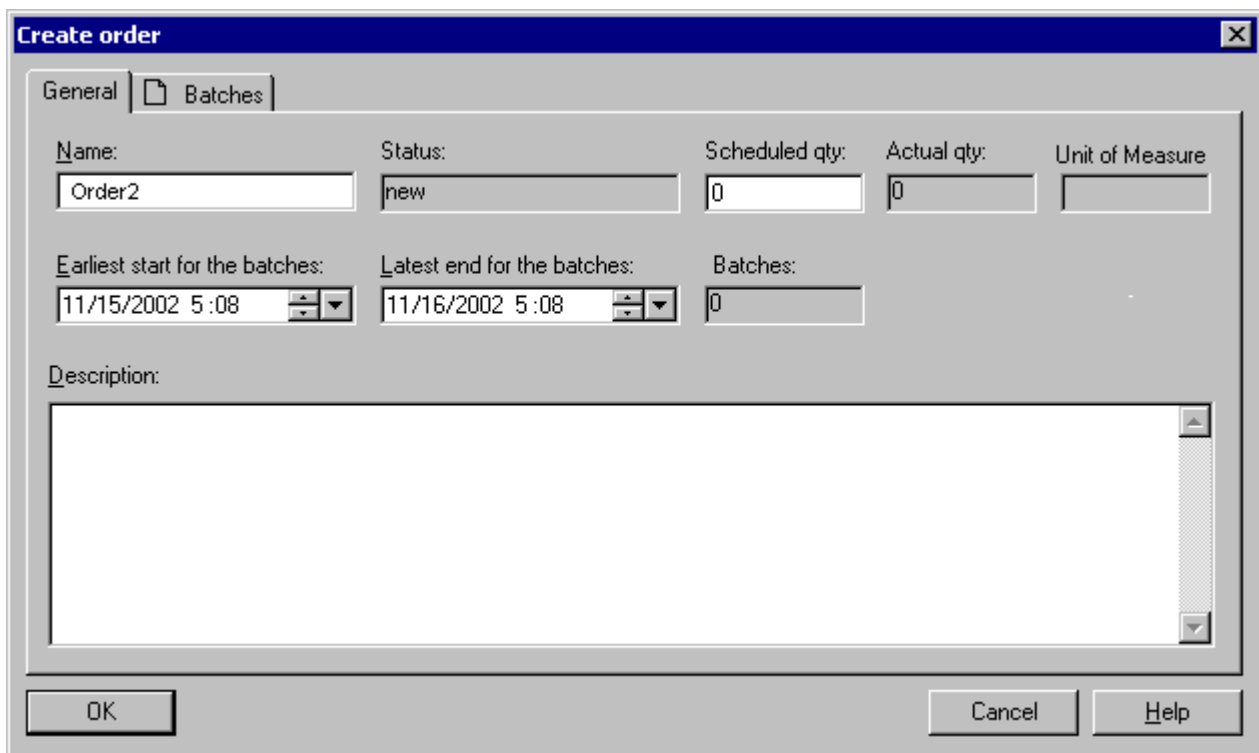 Create order
General Batches
Name: Status: Scheduled qty: Actual qty: Unit of Measure
Order2 new 0 0
Earliest start for the batches: Latest end for the batches: Batches:
11/15/2002 5:08 11/16/2002 5:08 0
Description:
OK Cancel Help